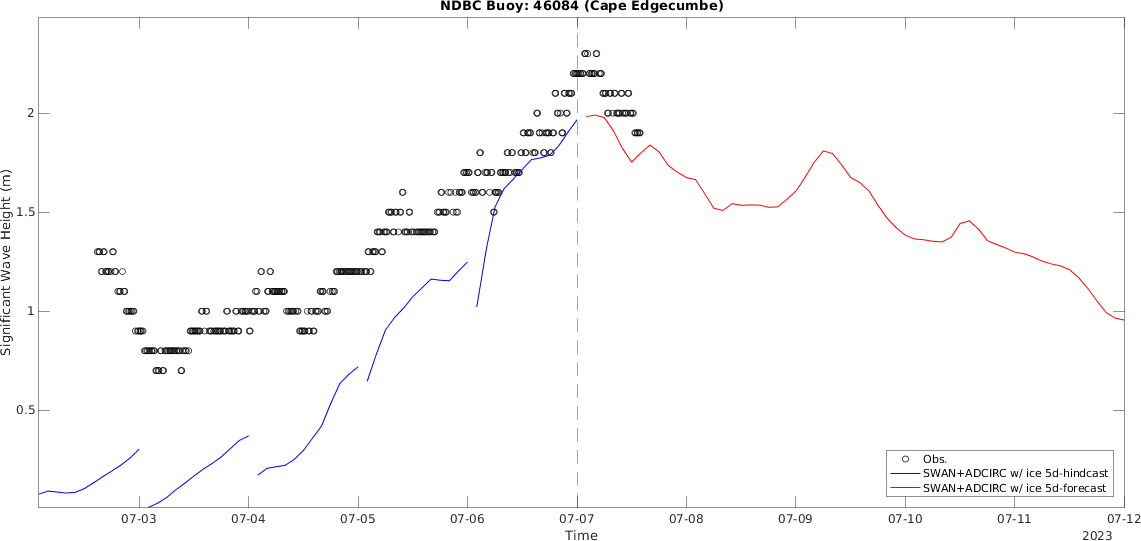 NDBC Buoy: 46084 (Cape Edgecumbe)
Significant Wave Height (m)
2
1.5
1
0.5
Obs.
SWAN+ADCIRC w/ ice 5d-hindcast
SWAN+ADCIRC w/ ice 5d-forecast
07-03 07-04 07-05 07-06 07-07 07-08 07-09 07-10 07-11 07-12
Time
2023